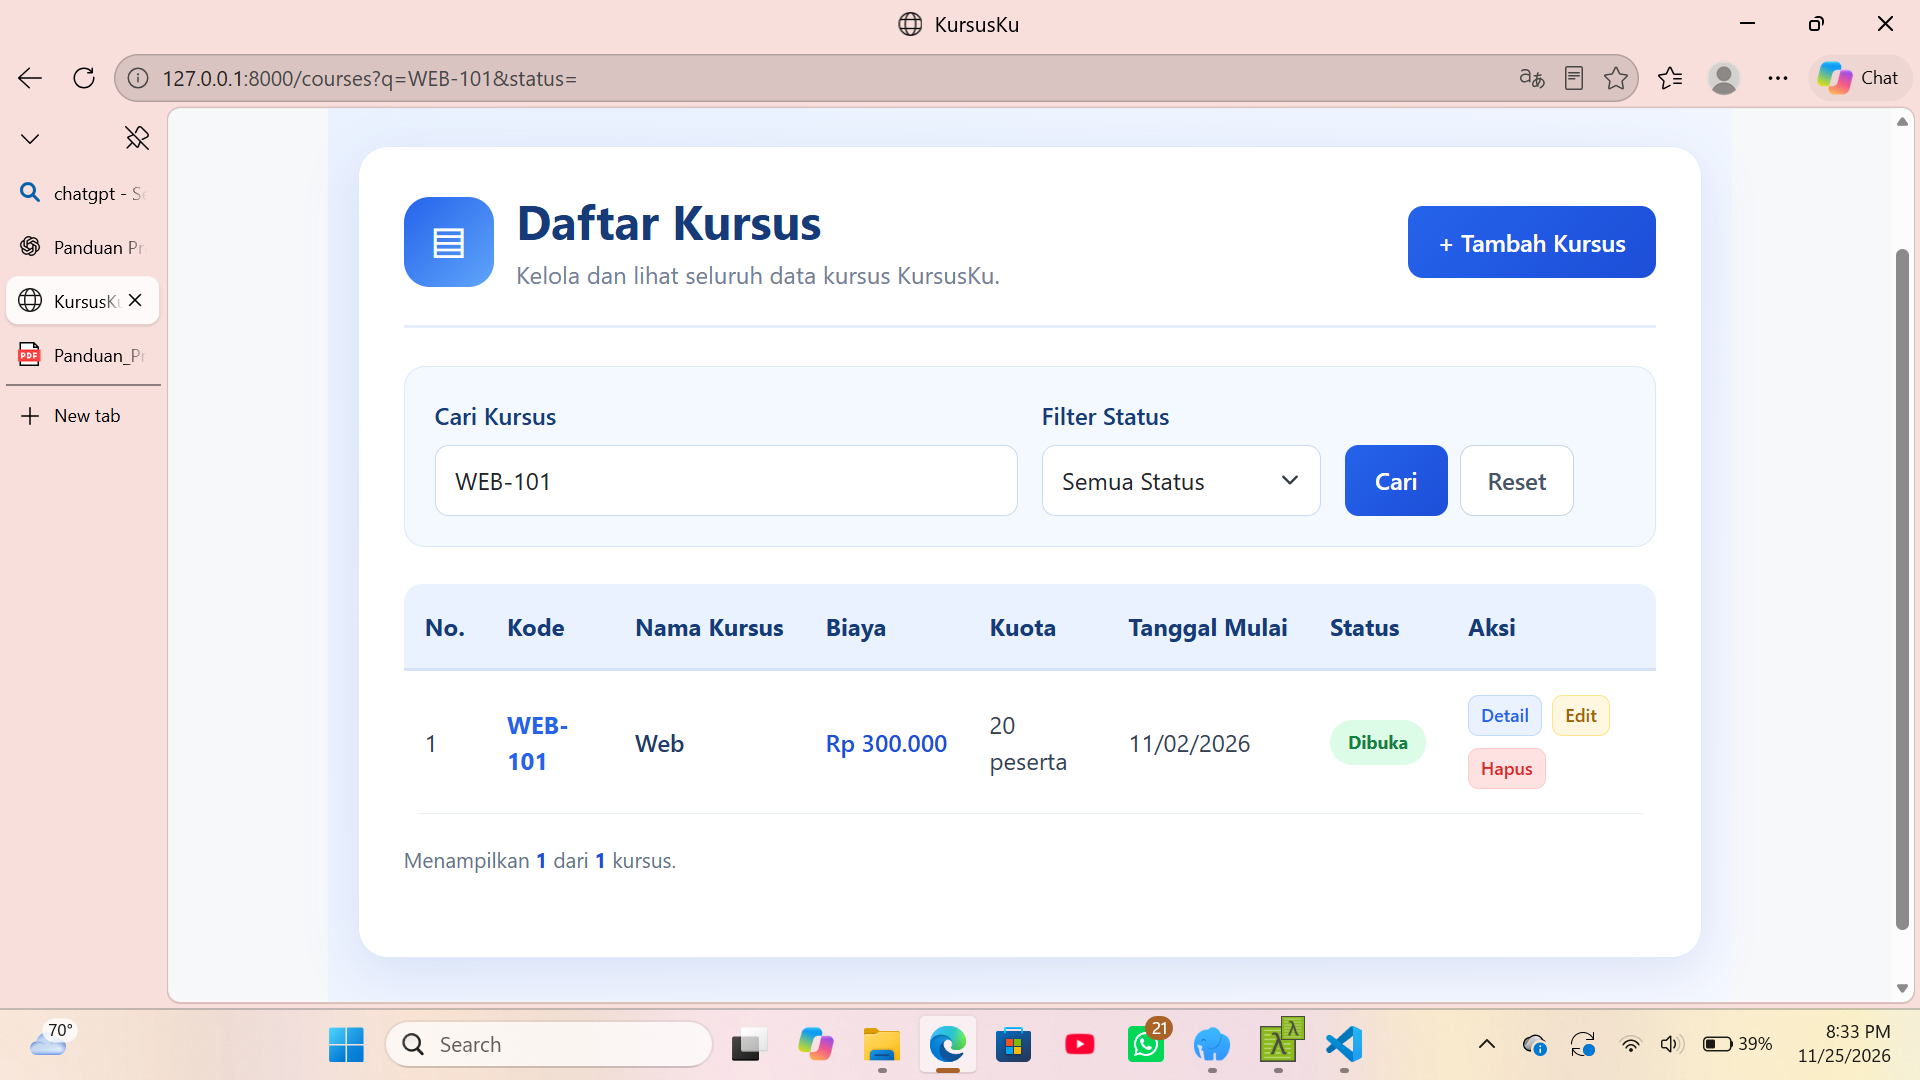 KursusKu
127.0.0.1:8000/courses?q=WEB-101&status=
Chat
chatgpt - Se
Panduan Pr
KursusKu
Panduan_Pr
New tab
Daftar Kursus
Kelola dan lihat seluruh data kursus KursusKu.
+ Tambah Kursus
Cari Kursus
Filter Status
WEB-101
Semua Status
Cari
Reset
No. Kode Nama Kursus Biaya Kuota Tanggal Mulai Status Aksi
1 WEB-101 Web Rp 300.000 20 peserta 11/02/2026 Dibuka Detail Edit Hapus
Menampilkan 1 dari 1 kursus.
70°
Search
21
39%
8:33 PM
11/25/2026